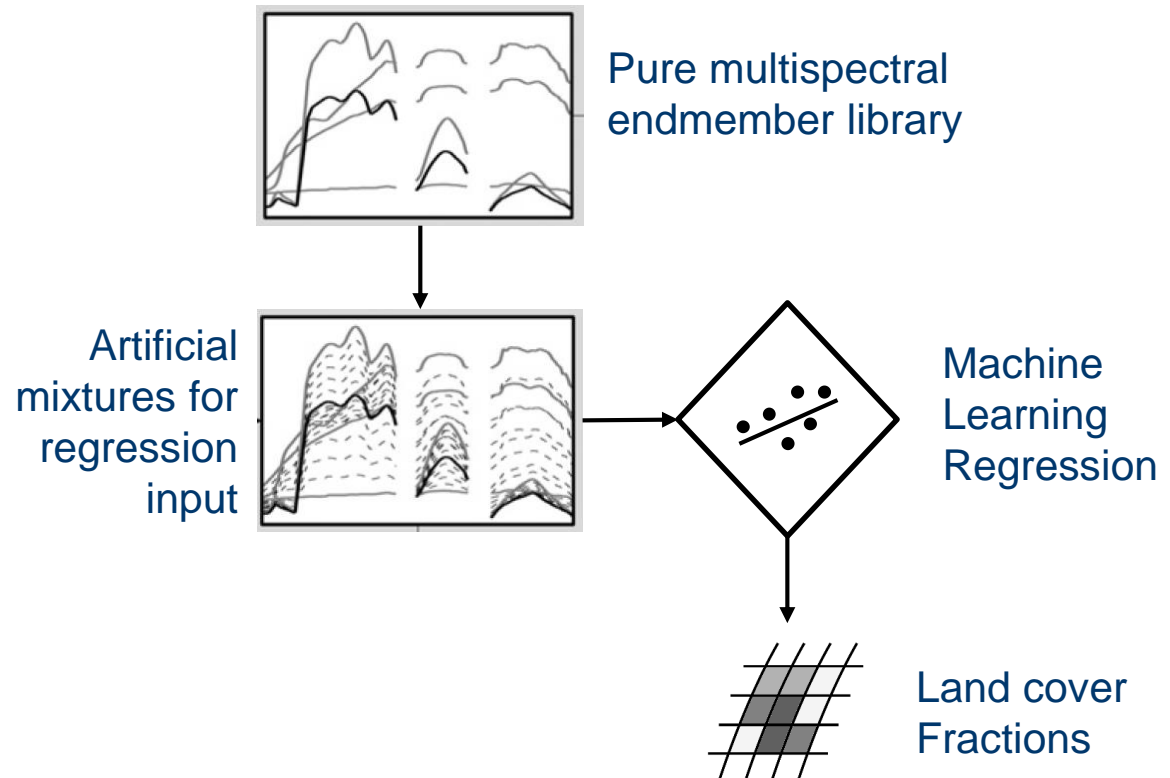 Pure multispectral
endmember library
Artificial
mixtures for
regression
input
Machine
Learning
Regression
Land cover
Fractions